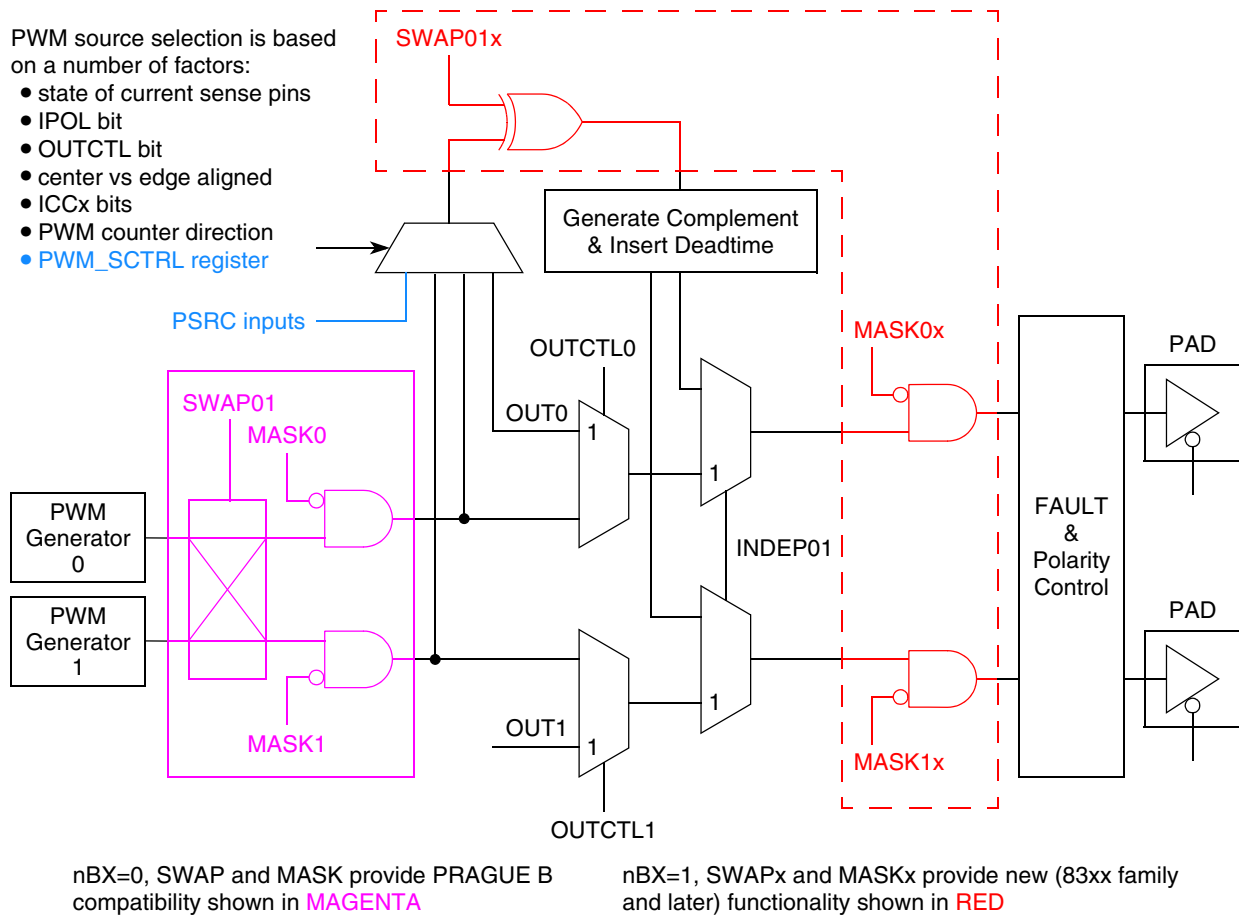 PWM source selection is based
on a number of factors:
• state of current sense pins
• IPOL bit
• OUTCTL bit
• center vs edge aligned
• ICCx bits
• PWM counter direction
• PWM_SCTRL register
PSRC inputs
SWAP01x
Generate Complement
& Insert Deadtime
OUTCTL0
MASK0x
PAD
SWAP01
MASK0
OUT0
1
1
PWM
Generator
0
INDEP01
FAULT
&
Polarity
Control
PWM
Generator
1
PAD
MASK1
OUT1
1
1
MASK1x
OUTCTL1
nBX=0, SWAP and MASK provide PRAGUE B
compatibility shown in MAGENTA
nBX=1, SWAPx and MASKx provide new (83xx family
and later) functionality shown in RED